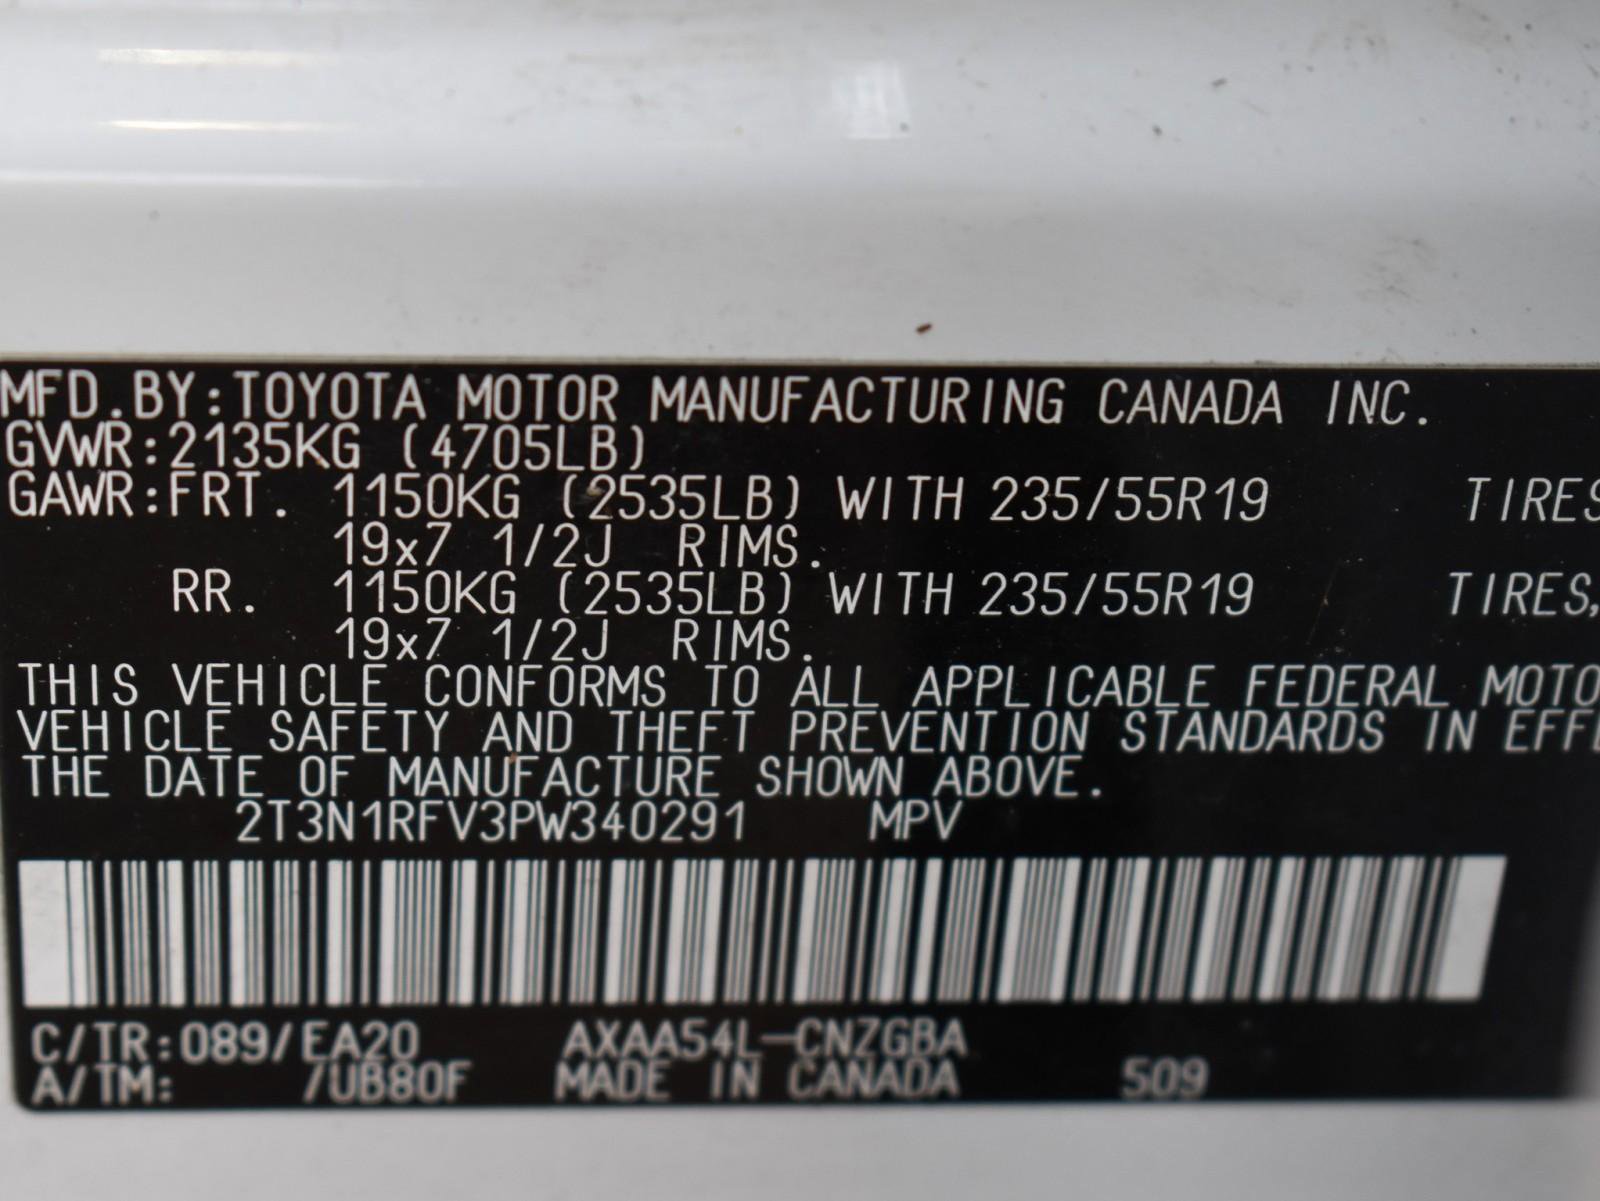 MFD.BY:TOYOTA MOTOR MANUFACTURING CANADA INC.
GVWR:2135KG (4705LB)
GAWR:FRT. 1150KG (2535LB) WITH 235/55R19 TIRES
19x7 1/2J RIMS.
RR. 1150KG (2535LB) WITH 235/55R19 TIRES,
19x7 1/2J RIMS.
THIS VEHICLE CONFORMS TO ALL APPLICABLE FEDERAL MOTO
VEHICLE SAFETY AND THEFT PREVENTION STANDARDS IN EFFE
THE DATE OF MANUFACTURE SHOWN ABOVE.
2T3N1RFV3PW340291 MPV
C/TR:089/EA20 AXAA54L-CNZGBA
A/TM: /UB80F MADE IN CANADA 509